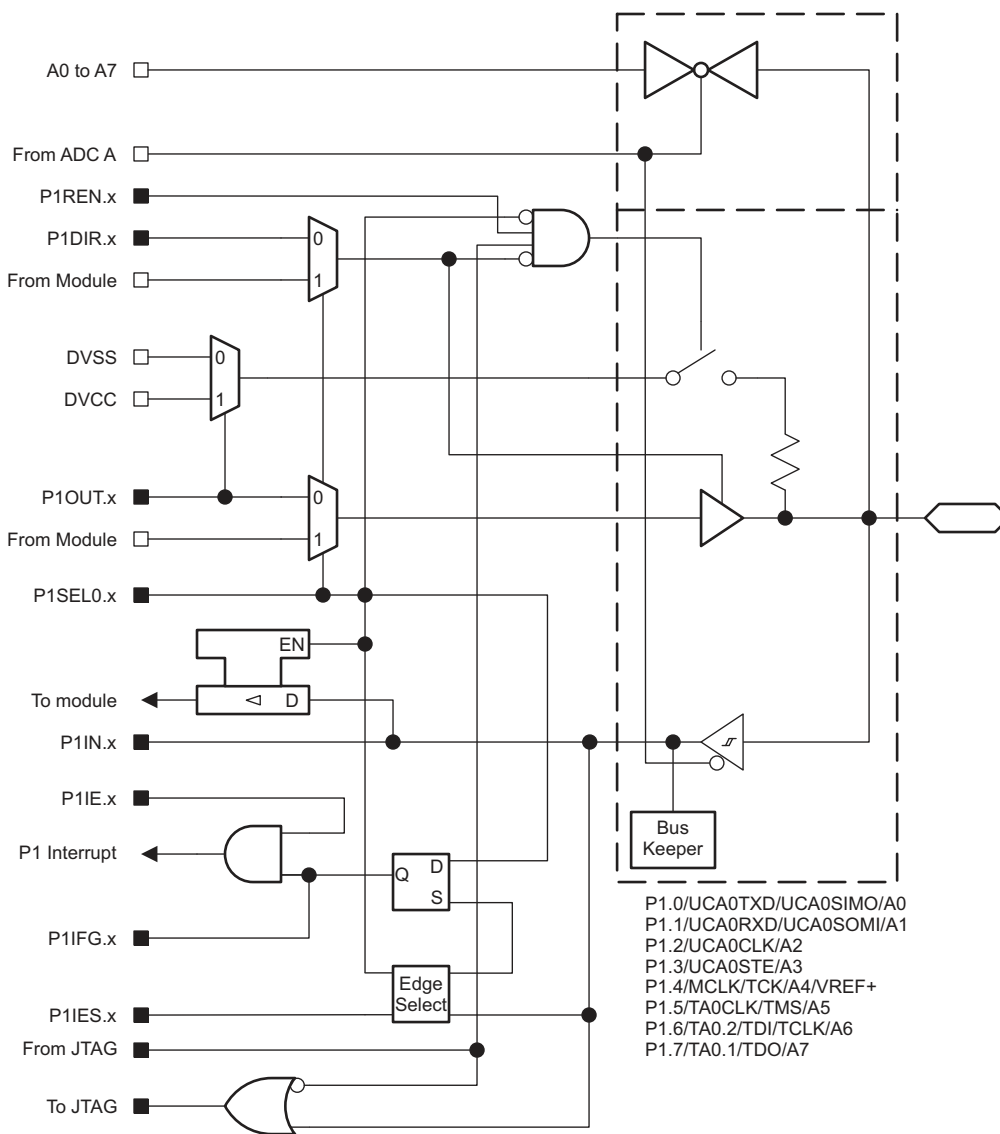 A0 to A7
From ADC A
P1REN.x
P1DIR.x
0
From Module
1
DVSS
0
DVCC
1
P1OUT.x
0
From Module
1
P1SEL0.x
EN
To module
D
P1IN.x
P1IE.x
Bus
Keeper
P1 Interrupt
Q
D
S
P1IFG.x
Edge
Select
P1IES.x
From JTAG
To JTAG
P1.0/UCA0TXD/UCA0SIMO/A0
P1.1/UCA0RXD/UCA0SOMI/A1
P1.2/UCA0CLK/A2
P1.3/UCA0STE/A3
P1.4/MCLK/TCK/A4/VREF+
P1.5/TA0CLK/TMS/A5
P1.6/TA0.2/TDI/TCLK/A6
P1.7/TA0.1/TDO/A7